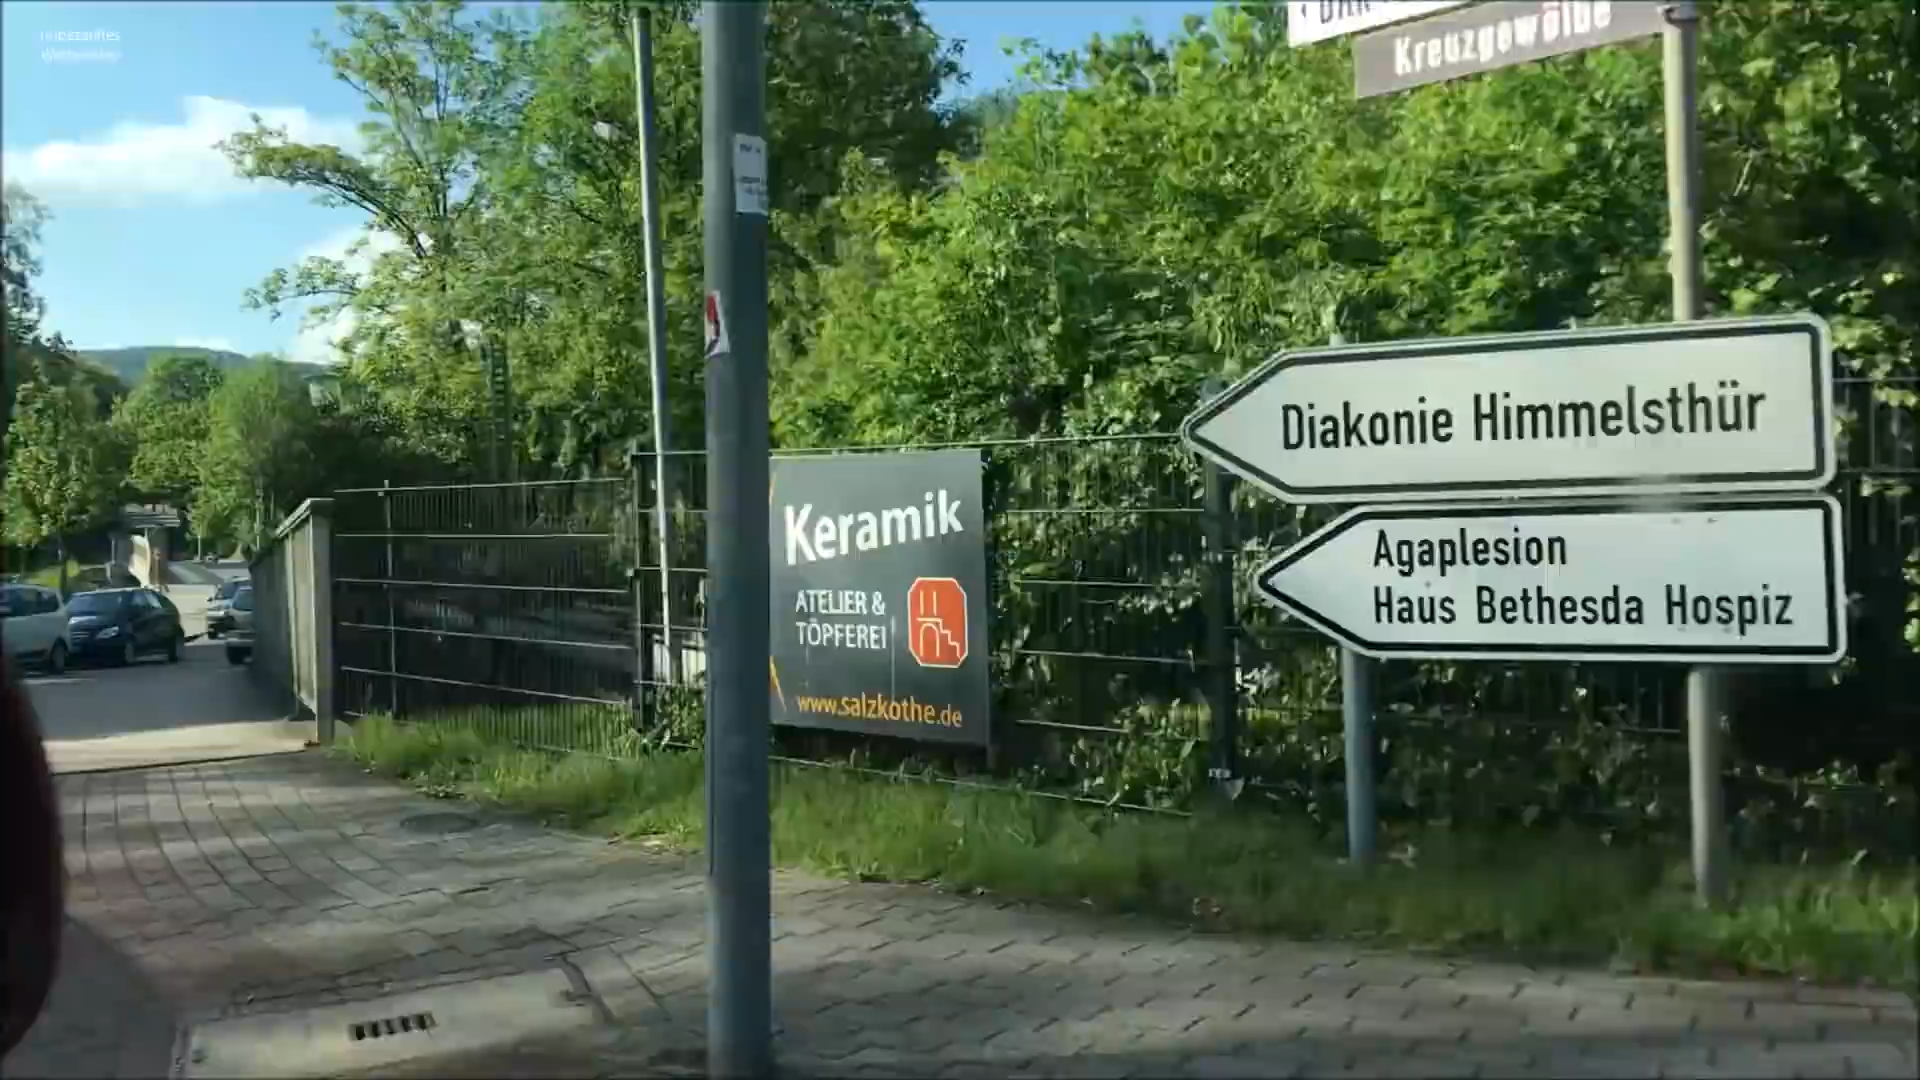 Kreuzgewölbe
Diakonie Himmelsthür
Agaplesion
Haus Bethesda Hospiz
Keramik
ATELIER &
TÖPFEREI
www.salzkothe.de